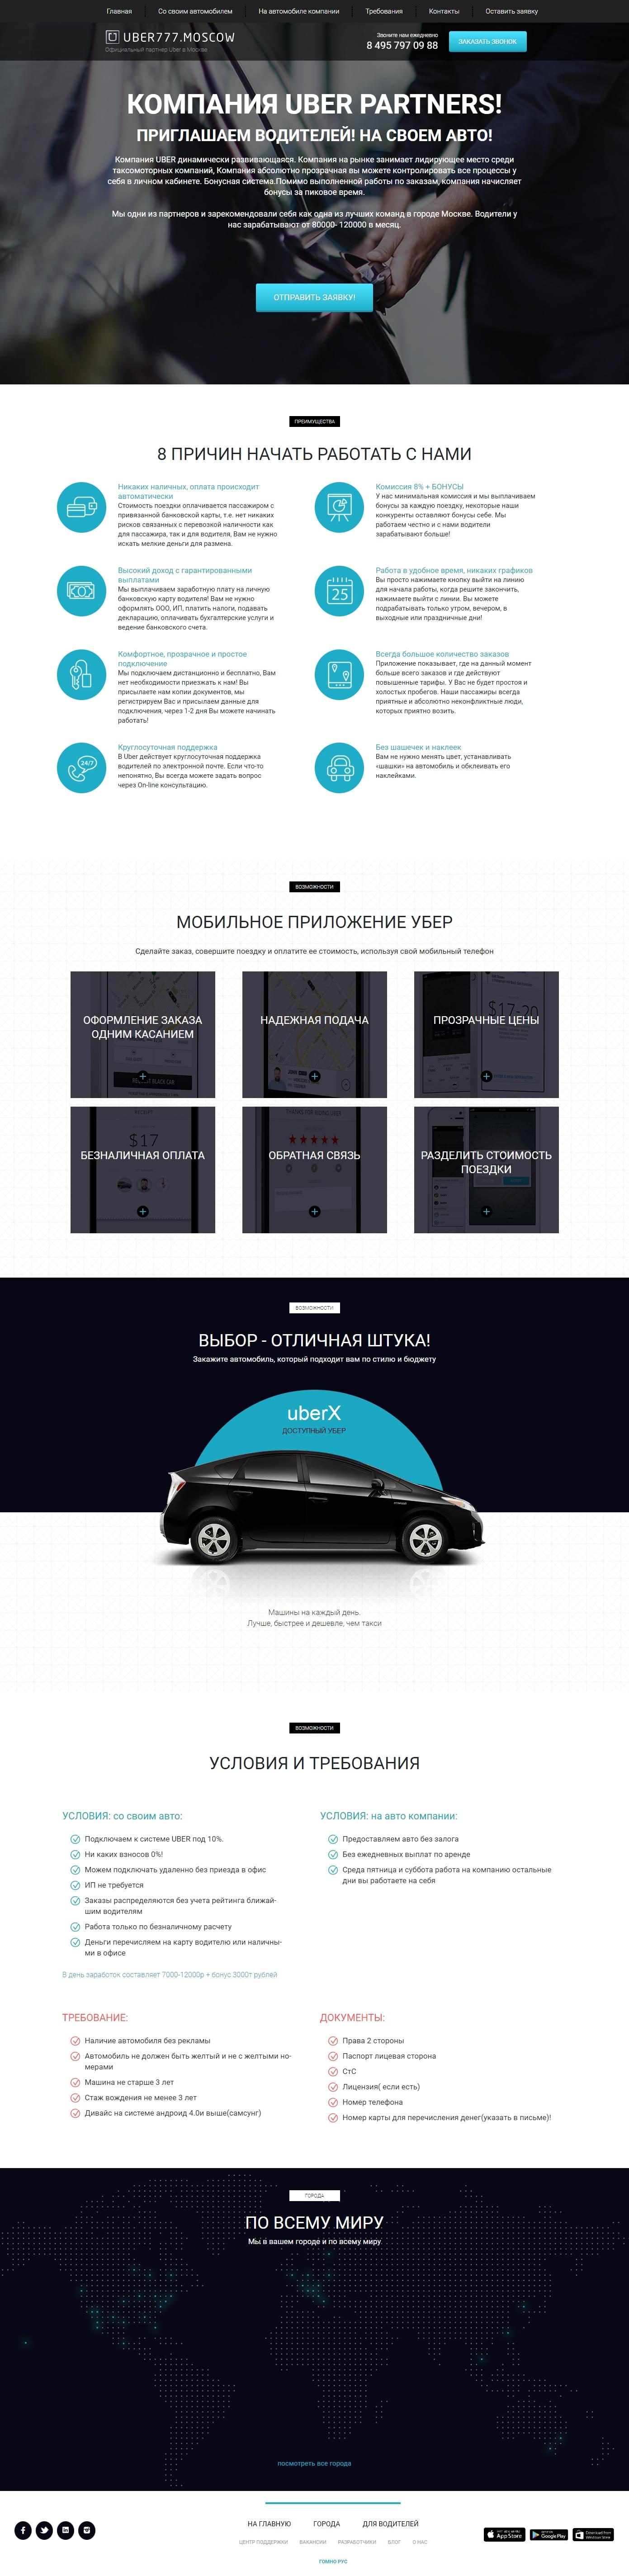 Главная
Со своим автомобилем
На автомобиле компании
Требования
Контакты
Оставить заявку
UBER777.MOSCOW
Официальный партнер Uber в Москве
Звоните нам ежедневно
8 495 797 09 88
ЗАКАЗАТЬ ЗВОНОК
КОМПАНИЯ UBER PARTNERS!
ПРИГЛАШАЕМ ВОДИТЕЛЕЙ! НА СВОЕМ АВТО!
Компания UBER динамически развивающаяся. Компания на рынке занимает лидирующее место среди
таксомоторных компаний, Компания абсолютно прозрачная вы можете контролировать все процессы у
себя в личном кабинете. Бонусная система.Помимо выполненной работы по заказам, компания начисляет
бонусы за пиковое время.
Мы одни из партнеров и зарекомендовали себя как одна из лучших команд в городе Москве. Водители у
нас зарабатывают от 80000- 120000 в месяц.
ОТПРАВИТЬ ЗАЯВКУ!
ПРЕИМУЩЕСТВА
8 ПРИЧИН НАЧАТЬ РАБОТАТЬ С НАМИ
Никаких наличных, оплата происходит
автоматически
Стоимость поездки оплачивается пассажиром с
привязанной банковской карты, т.е. нет никаких
рисков связанных с перевозкой наличности как
для пассажира, так и для водителя, Вам не нужно
искать мелкие деньги для размена.
Комиссия 8% + БОНУСЫ
У нас минимальная комиссия и мы выплачиваем
бонусы за каждую поездку, некоторые наши
конкуренты оставляют бонусы себе. Мы
работаем честно и с нами водители
зарабатывают больше!
Высокий доход с гарантированными
выплатами
Мы выплачиваем заработную плату на личную
банковскую карту водителя! Вам не нужно
оформлять ООО, ИП, платить налоги, подавать
декларацию, оплачивать бухгалтерские услуги и
ведение банковского счета.
25
Работа в удобное время, никаких графиков
Вы просто нажимаете кнопку выйти на линию
для начала работы, когда решите закончить,
нажимаете выйти с линии. Вы можете
подрабатывать только утром, вечером, в
выходные или праздничные дни!
Комфортное, прозрачное и простое
подключение
Мы подключаем дистанционно и бесплатно, Вам
нет необходимости приезжать к нам! Вы
присылаете нам копии документов, мы
регистрируем Вас и присылаем данные для
подключения, через 1-2 дня Вы можете начинать
работать!
Всегда большое количество заказов
Приложение показывает, где на данный момент
больше всего заказов и где действуют
повышенные тарифы. У Вас не будет простоя и
холостых пробегов. Наши пассажиры всегда
приятные и абсолютно неконфликтные люди,
которых приятно возить.
24/7
Круглосуточная поддержка
В Uber действует круглосуточная поддержка
водителей по электронной почте. Если что-то
непонятно, Вы всегда можете задать вопрос
через On-line консультацию.
Без шашечек и наклеек
Вам не нужно менять цвет, устанавливать
«шашки» на автомобиль и обклеивать его
наклейками.
ВОЗМОЖНОСТИ
МОБИЛЬНОЕ ПРИЛОЖЕНИЕ УБЕР
Сделайте заказ, совершите поездку и оплатите ее стоимость, используя свой мобильный телефон
ОФОРМЛЕНИЕ ЗАКАЗА
ОДНИМ КАСАНИЕМ
НАДЕЖНАЯ ПОДАЧА
$17-20
ПРОЗРАЧНЫЕ ЦЕНЫ
$17
БЕЗНАЛИЧНАЯ ОПЛАТА
ОБРАТНАЯ СВЯЗЬ
РАЗДЕЛИТЬ СТОИМОСТЬ
ПОЕЗДКИ
ВОЗМОЖНОСТИ
ВЫБОР - ОТЛИЧНАЯ ШТУКА!
Закажите автомобиль, который подходит вам по стилю и бюджету
uberX
ДОСТУПНЫЙ УБЕР
Машины на каждый день.
Лучше, быстрее и дешевле, чем такси
ВОЗМОЖНОСТИ
УСЛОВИЯ И ТРЕБОВАНИЯ
УСЛОВИЯ: со своим авто:
Подключаем к системе UBER под 10%.
Ни каких взносов 0%!
Можем подключать удаленно без приезда в офис
ИП не требуется
Заказы распределяются без учета рейтинга ближай-
шим водителям
Работа только по безналичному расчету
Деньги перечисляем на карту водителю или наличны-
ми в офисе
В день заработок составляет 7000-12000р + бонус 3000т рублей
УСЛОВИЯ: на авто компании:
Предоставляем авто без залога
Без ежедневных выплат по аренде
Среда пятница и суббота работа на компанию остальные
дни вы работаете на себя
ТРЕБОВАНИЕ:
Наличие автомобиля без рекламы
Автомобиль не должен быть желтый и не с желтыми но-
мерами
Машина не старше 3 лет
Стаж вождения не менее 3 лет
Дивайс на системе андроид 4.0и выше(самсунг)
ДОКУМЕНТЫ:
Права 2 стороны
Паспорт лицевая сторона
СтС
Лицензия( если есть)
Номер телефона
Номер карты для перечисления денег(указать в письме)!
ГОРОДА
ПО ВСЕМУ МИРУ
Мы в вашем городе и по всему миру
посмотреть все города
НА ГЛАВНУЮ
ГОРОДА
ДЛЯ ВОДИТЕЛЕЙ
ЦЕНТР ПОДДЕРЖКИ
ВАКАНСИИ
РАЗРАБОТЧИКИ
БЛОГ
О НАС
App Store
Google Play
Windows Store